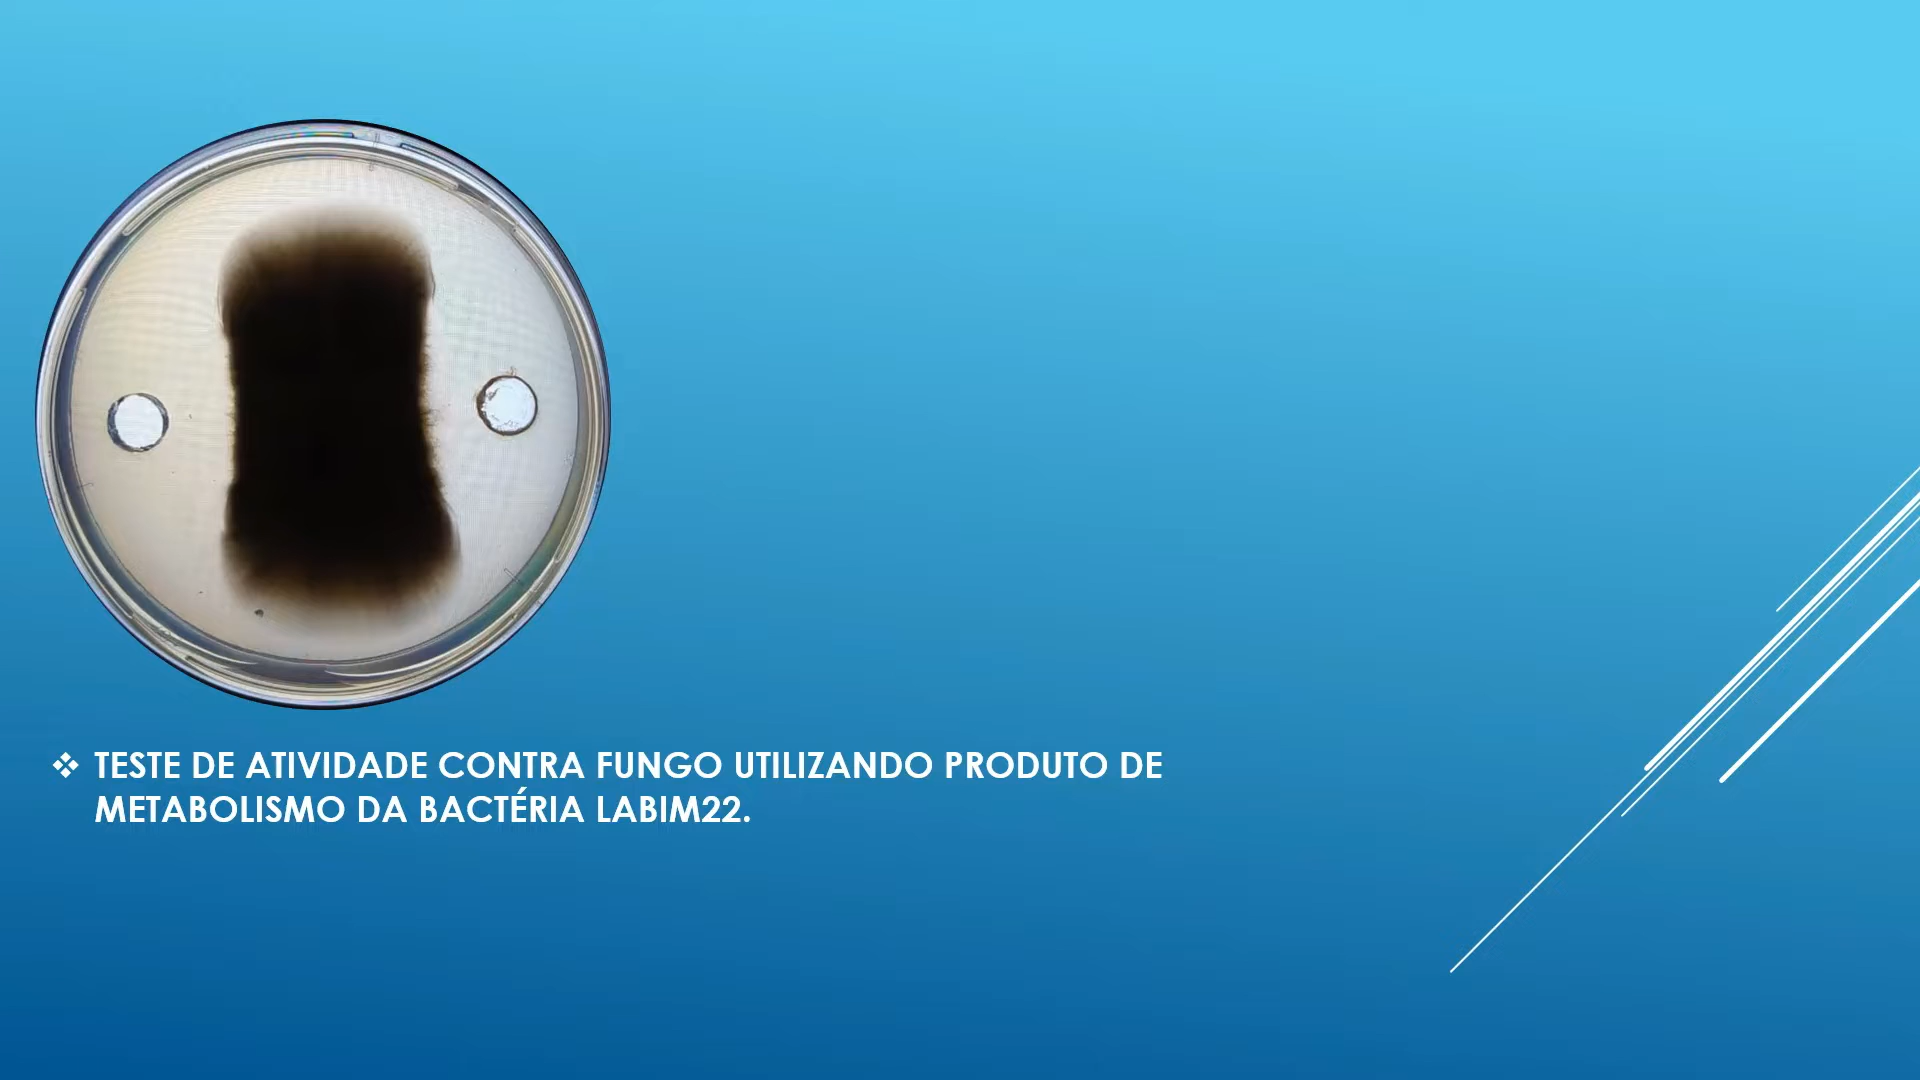 ❖ TESTE DE ATIVIDADE CONTRA FUNGO UTILIZANDO PRODUTO DE
METABOLISMO DA BACTÉRIA LABIM22.